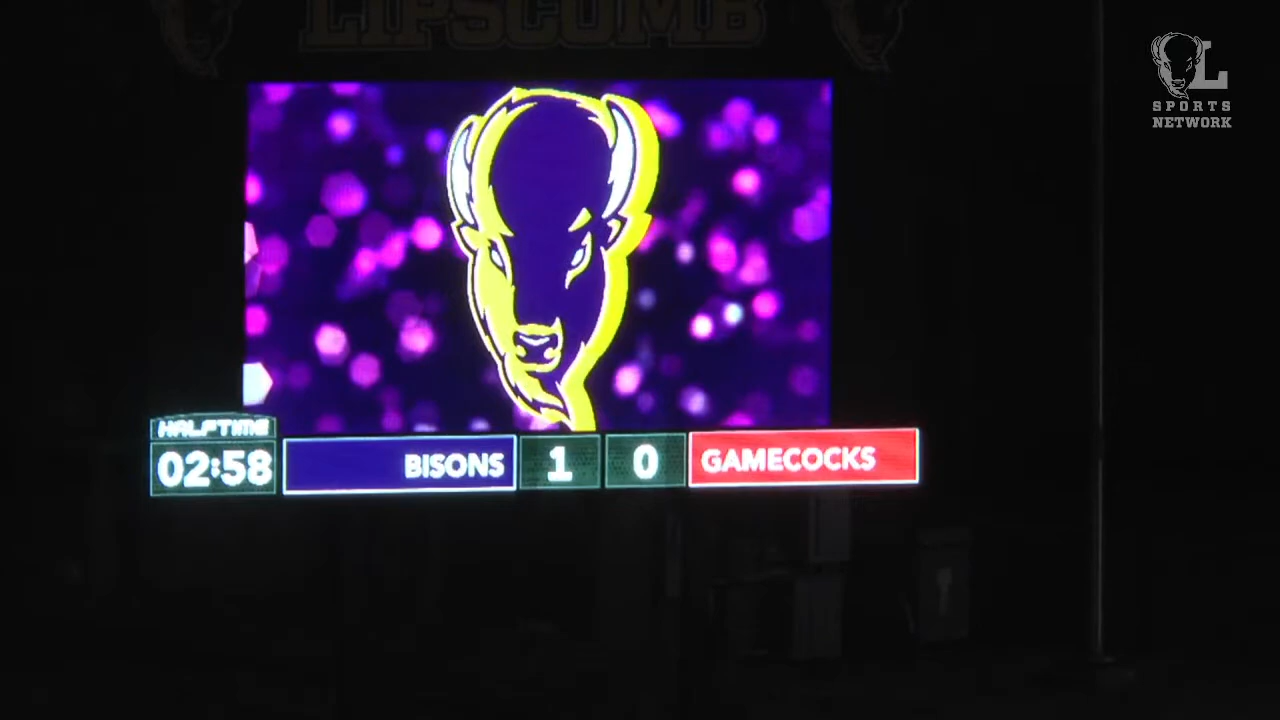 LIPSCOMB
L
SPORTS
NETWORK
HALFTIME
02:58 BISONS 1 0 GAMECOCKS